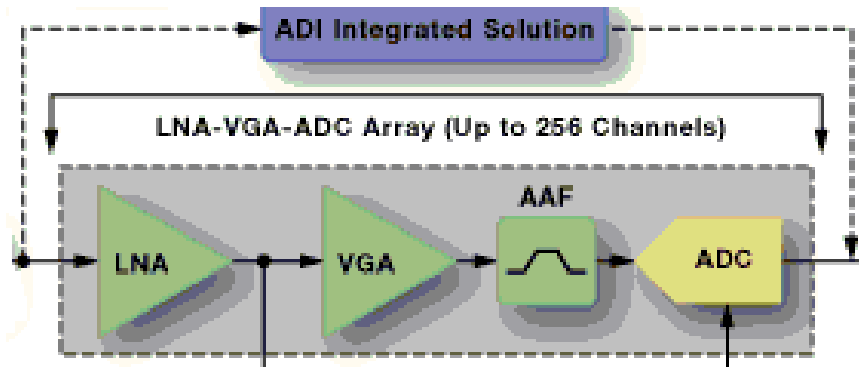 ADI Integrated Solution
LNA-VGA-ADC Array (Up to 256 Channels)
AAF
LNA
VGA
ADC